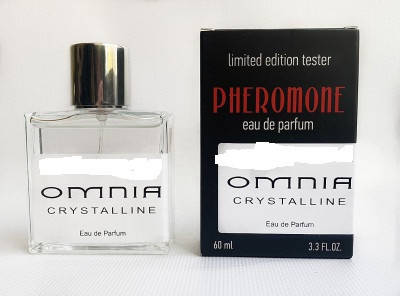 OMNIA
CRYSTALLINE
Eau de Parfum
limited edition tester
PHEROMONE
eau de parfum
OMNIA
CRYSTALLINE
Eau de Parfum
60 ml 3.3 FL.OZ.